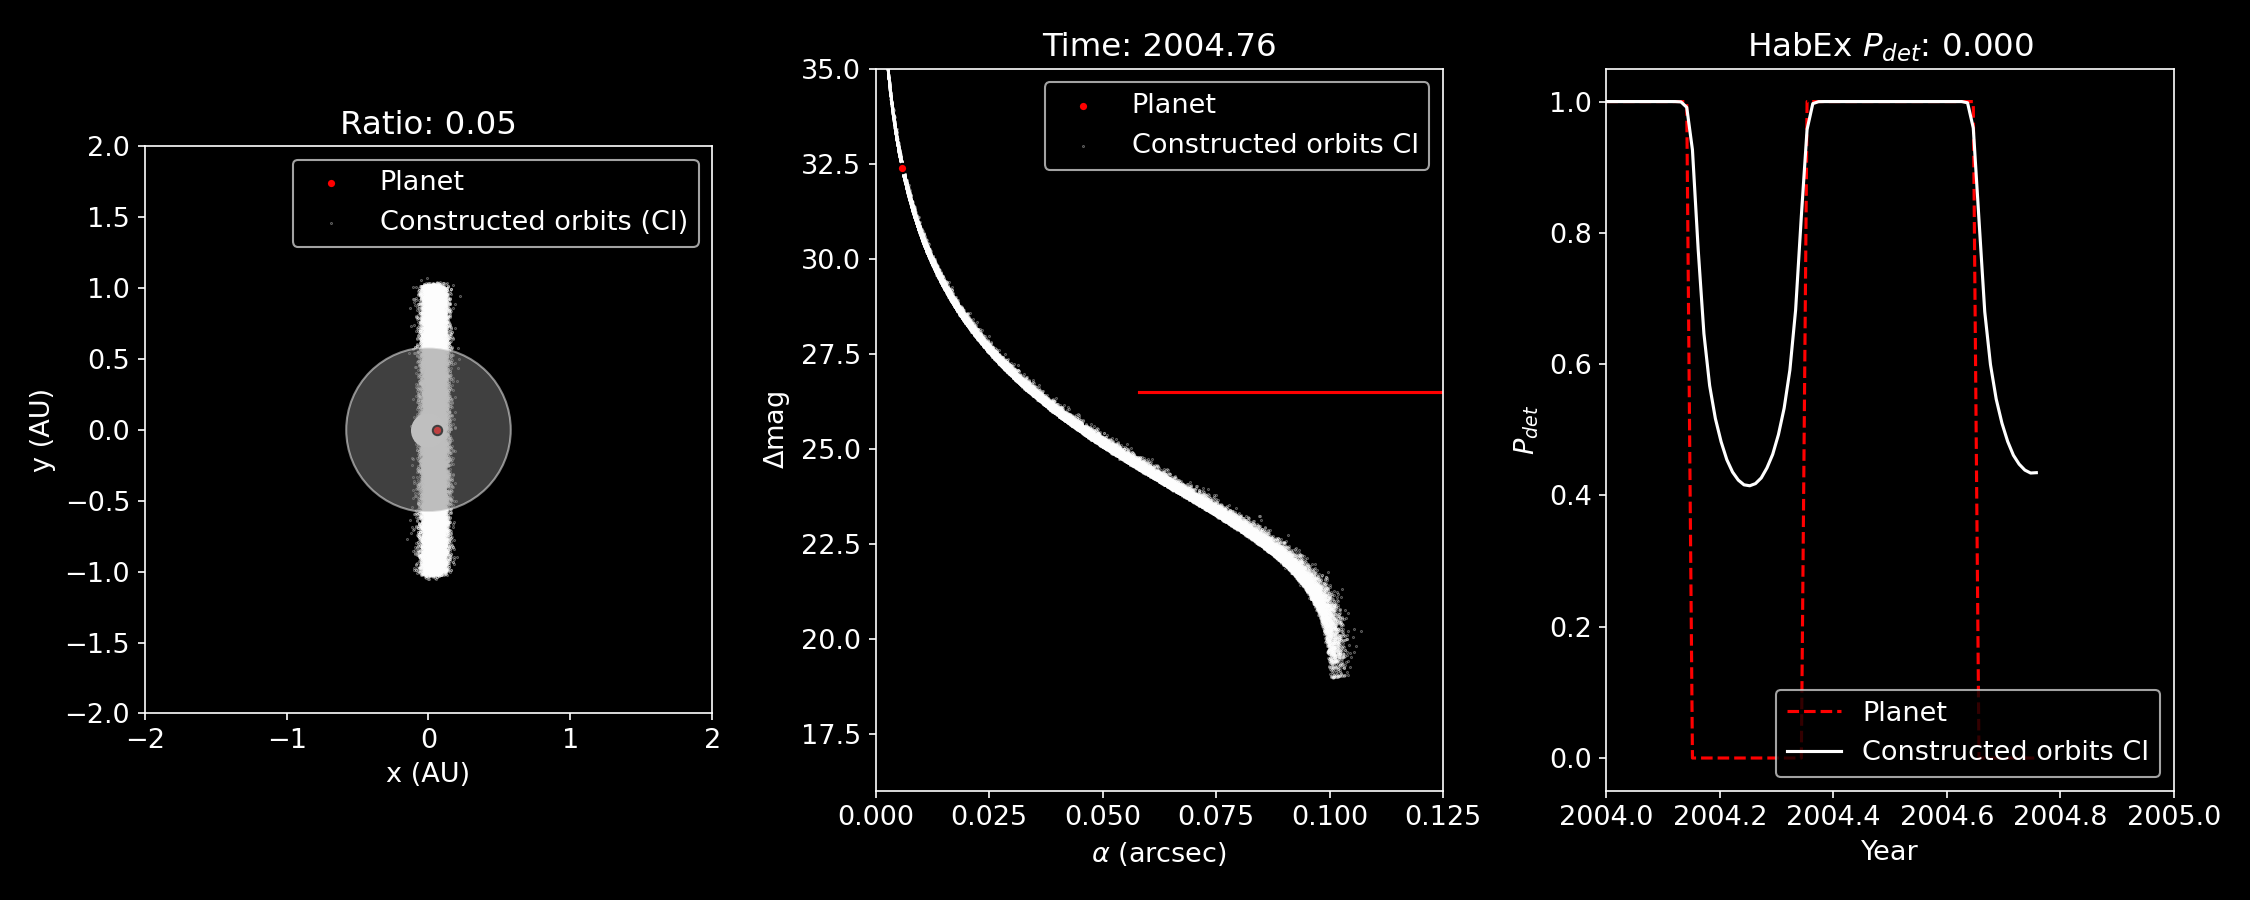 Ratio: 0.05
2.0
1.5
1.0
0.5
0.0
−0.5
−1.0
−1.5
−2.0
−2
−1
0
1
2
x (AU)
y (AU)
Planet
Constructed orbits (CI)
Time: 2004.76
35.0
32.5
30.0
27.5
25.0
22.5
20.0
17.5
0.000
0.025
0.050
0.075
0.100
0.125
α (arcsec)
Δmag
Planet
Constructed orbits CI
HabEx P_det: 0.000
1.0
0.8
0.6
0.4
0.2
0.0
2004.0
2004.2
2004.4
2004.6
2004.8
2005.0
Year
P_det
Planet
Constructed orbits CI